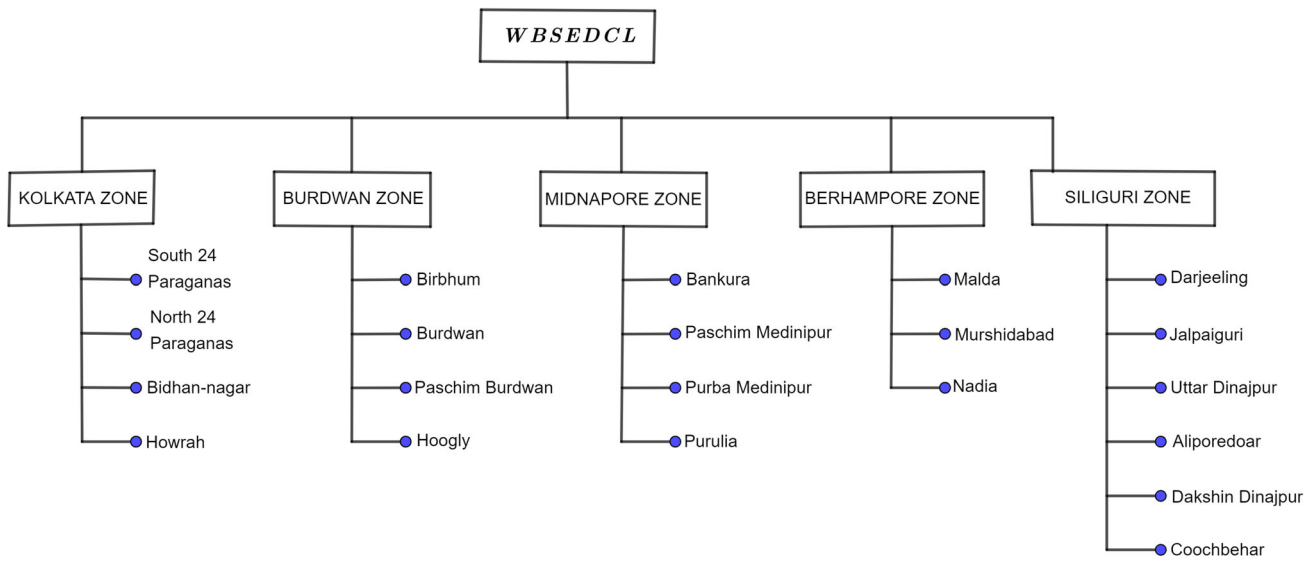 WBSEDCL
KOLKATA ZONE
South 24
Paraganas
North 24
Paraganas
Bidhan-nagar
Howrah
BURDWAN ZONE
Birbhum
Burdwan
Paschim Burdwan
Hoogly
MIDNAPORE ZONE
Bankura
Paschim Medinipur
Purba Medinipur
Purulia
BERHAMPORE ZONE
Malda
Murshidabad
Nadia
SILIGURI ZONE
Darjeeling
Jalpaiguri
Uttar Dinajpur
Aliporedoar
Dakshin Dinajpur
Coochbehar